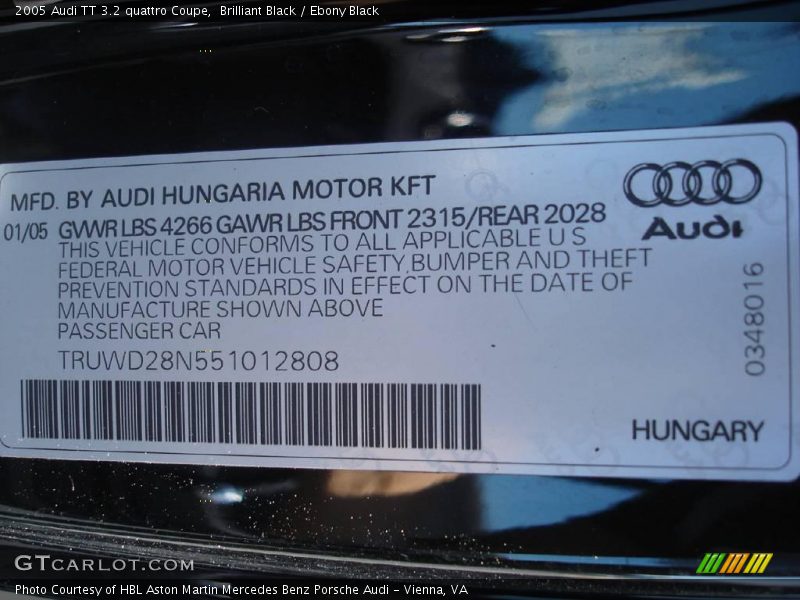 2005 Audi TT 3.2 quattro Coupe,  Brilliant Black / Ebony Black
MFD. BY AUDI HUNGARIA MOTOR KFT
01/05 GVWR LBS 4266 GAWR LBS FRONT 2315/REAR 2028
THIS VEHICLE CONFORMS TO ALL APPLICABLE U S
FEDERAL MOTOR VEHICLE SAFETY,BUMPER AND THEFT
PREVENTION STANDARDS IN EFFECT ON THE DATE OF
MANUFACTURE SHOWN ABOVE
PASSENGER CAR
TRUWD28N551012808
Audi
0348016
HUNGARY
GTCARLOT.COM
Photo Courtesy of HBL Aston Martin Mercedes Benz Porsche Audi - Vienna, VA